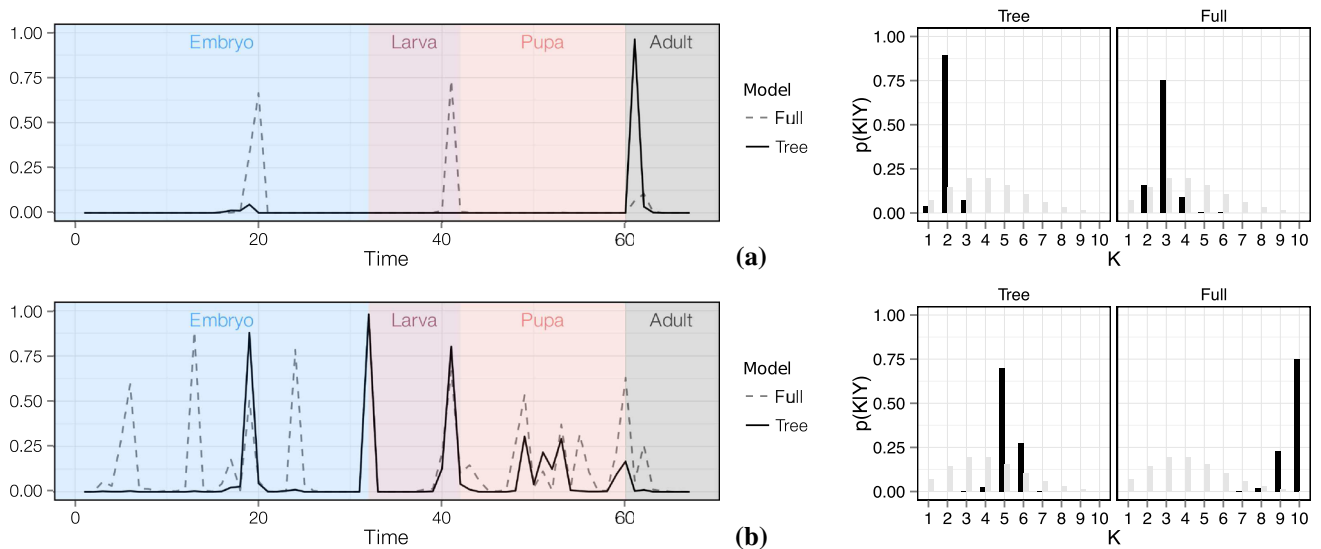 Tree Full
1.00 Embryo Larva Pupa Adult 1.00
0.75 Model 0.75
0.50 Full 0.50
0.25 Tree 0.25
0.00 0.00
p(K|Y)
0 20 40 60 1 2 3 4 5 6 7 8 9 10 1 2 3 4 5 6 7 8 9 10
Time (a) K
Tree Full
1.00 Embryo Larva Pupa Adult 1.00
0.75 Model 0.75
0.50 Full 0.50
0.25 Tree 0.25
0.00 0.00
p(K|Y)
0 20 40 60 1 2 3 4 5 6 7 8 9 10 1 2 3 4 5 6 7 8 9 10
Time (b) K